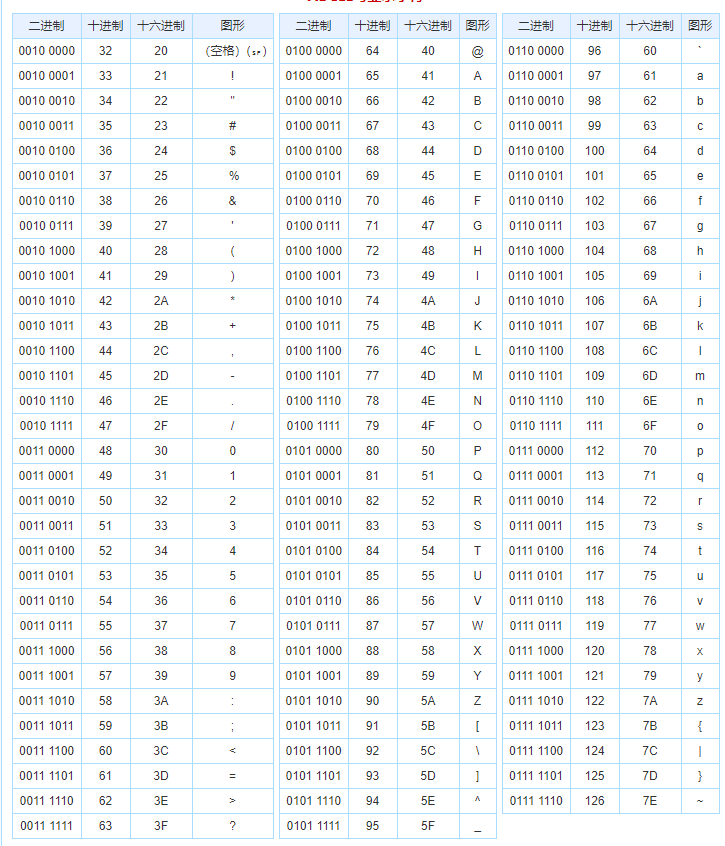 二进制 十进制 十六进制 图形 二进制 十进制 十六进制 图形 二进制 十进制 十六进制 图形
0010 0000 32 20 (空格) 0100 0000 64 40 @ 0110 0000 96 60 `
0010 0001 33 21 ! 0100 0001 65 41 A 0110 0001 97 61 a
0010 0010 34 22 " 0100 0010 66 42 B 0110 0010 98 62 b
0010 0011 35 23 # 0100 0011 67 43 C 0110 0011 99 63 c
0010 0100 36 24 $ 0100 0100 68 44 D 0110 0100 100 64 d
0010 0101 37 25 % 0100 0101 69 45 E 0110 0101 101 65 e
0010 0110 38 26 & 0100 0110 70 46 F 0110 0110 102 66 f
0010 0111 39 27 ' 0100 0111 71 47 G 0110 0111 103 67 g
0010 1000 40 28 ( 0100 1000 72 48 H 0110 1000 104 68 h
0010 1001 41 29 ) 0100 1001 73 49 I 0110 1001 105 69 i
0010 1010 42 2A * 0100 1010 74 4A J 0110 1010 106 6A j
0010 1011 43 2B + 0100 1011 75 4B K 0110 1011 107 6B k
0010 1100 44 2C , 0100 1100 76 4C L 0110 1100 108 6C l
0010 1101 45 2D - 0100 1101 77 4D M 0110 1101 109 6D m
0010 1110 46 2E . 0100 1110 78 4E N 0110 1110 110 6E n
0010 1111 47 2F / 0100 1111 79 4F O 0110 1111 111 6F o
0011 0000 48 30 0 0101 0000 80 50 P 0111 0000 112 70 p
0011 0001 49 31 1 0101 0001 81 51 Q 0111 0001 113 71 q
0011 0010 50 32 2 0101 0010 82 52 R 0111 0010 114 72 r
0011 0011 51 33 3 0101 0011 83 53 S 0111 0011 115 73 s
0011 0100 52 34 4 0101 0100 84 54 T 0111 0100 116 74 t
0011 0101 53 35 5 0101 0101 85 55 U 0111 0101 117 75 u
0011 0110 54 36 6 0101 0110 86 56 V 0111 0110 118 76 v
0011 0111 55 37 7 0101 0111 87 57 W 0111 0111 119 77 w
0011 1000 56 38 8 0101 1000 88 58 X 0111 1000 120 78 x
0011 1001 57 39 9 0101 1001 89 59 Y 0111 1001 121 79 y
0011 1010 58 3A : 0101 1010 90 5A Z 0111 1010 122 7A z
0011 1011 59 3B ; 0101 1011 91 5B [ 0111 1011 123 7B {
0011 1100 60 3C < 0101 1100 92 5C \ 0111 1100 124 7C |
0011 1101 61 3D = 0101 1101 93 5D ] 0111 1101 125 7D }
0011 1110 62 3E > 0101 1110 94 5E ^ 0111 1110 126 7E ~
0011 1111 63 3F ? 0101 1111 95 5F _